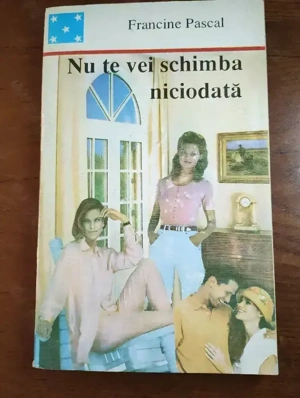 Francine Pascal
Nu te vei schimba
niciodată